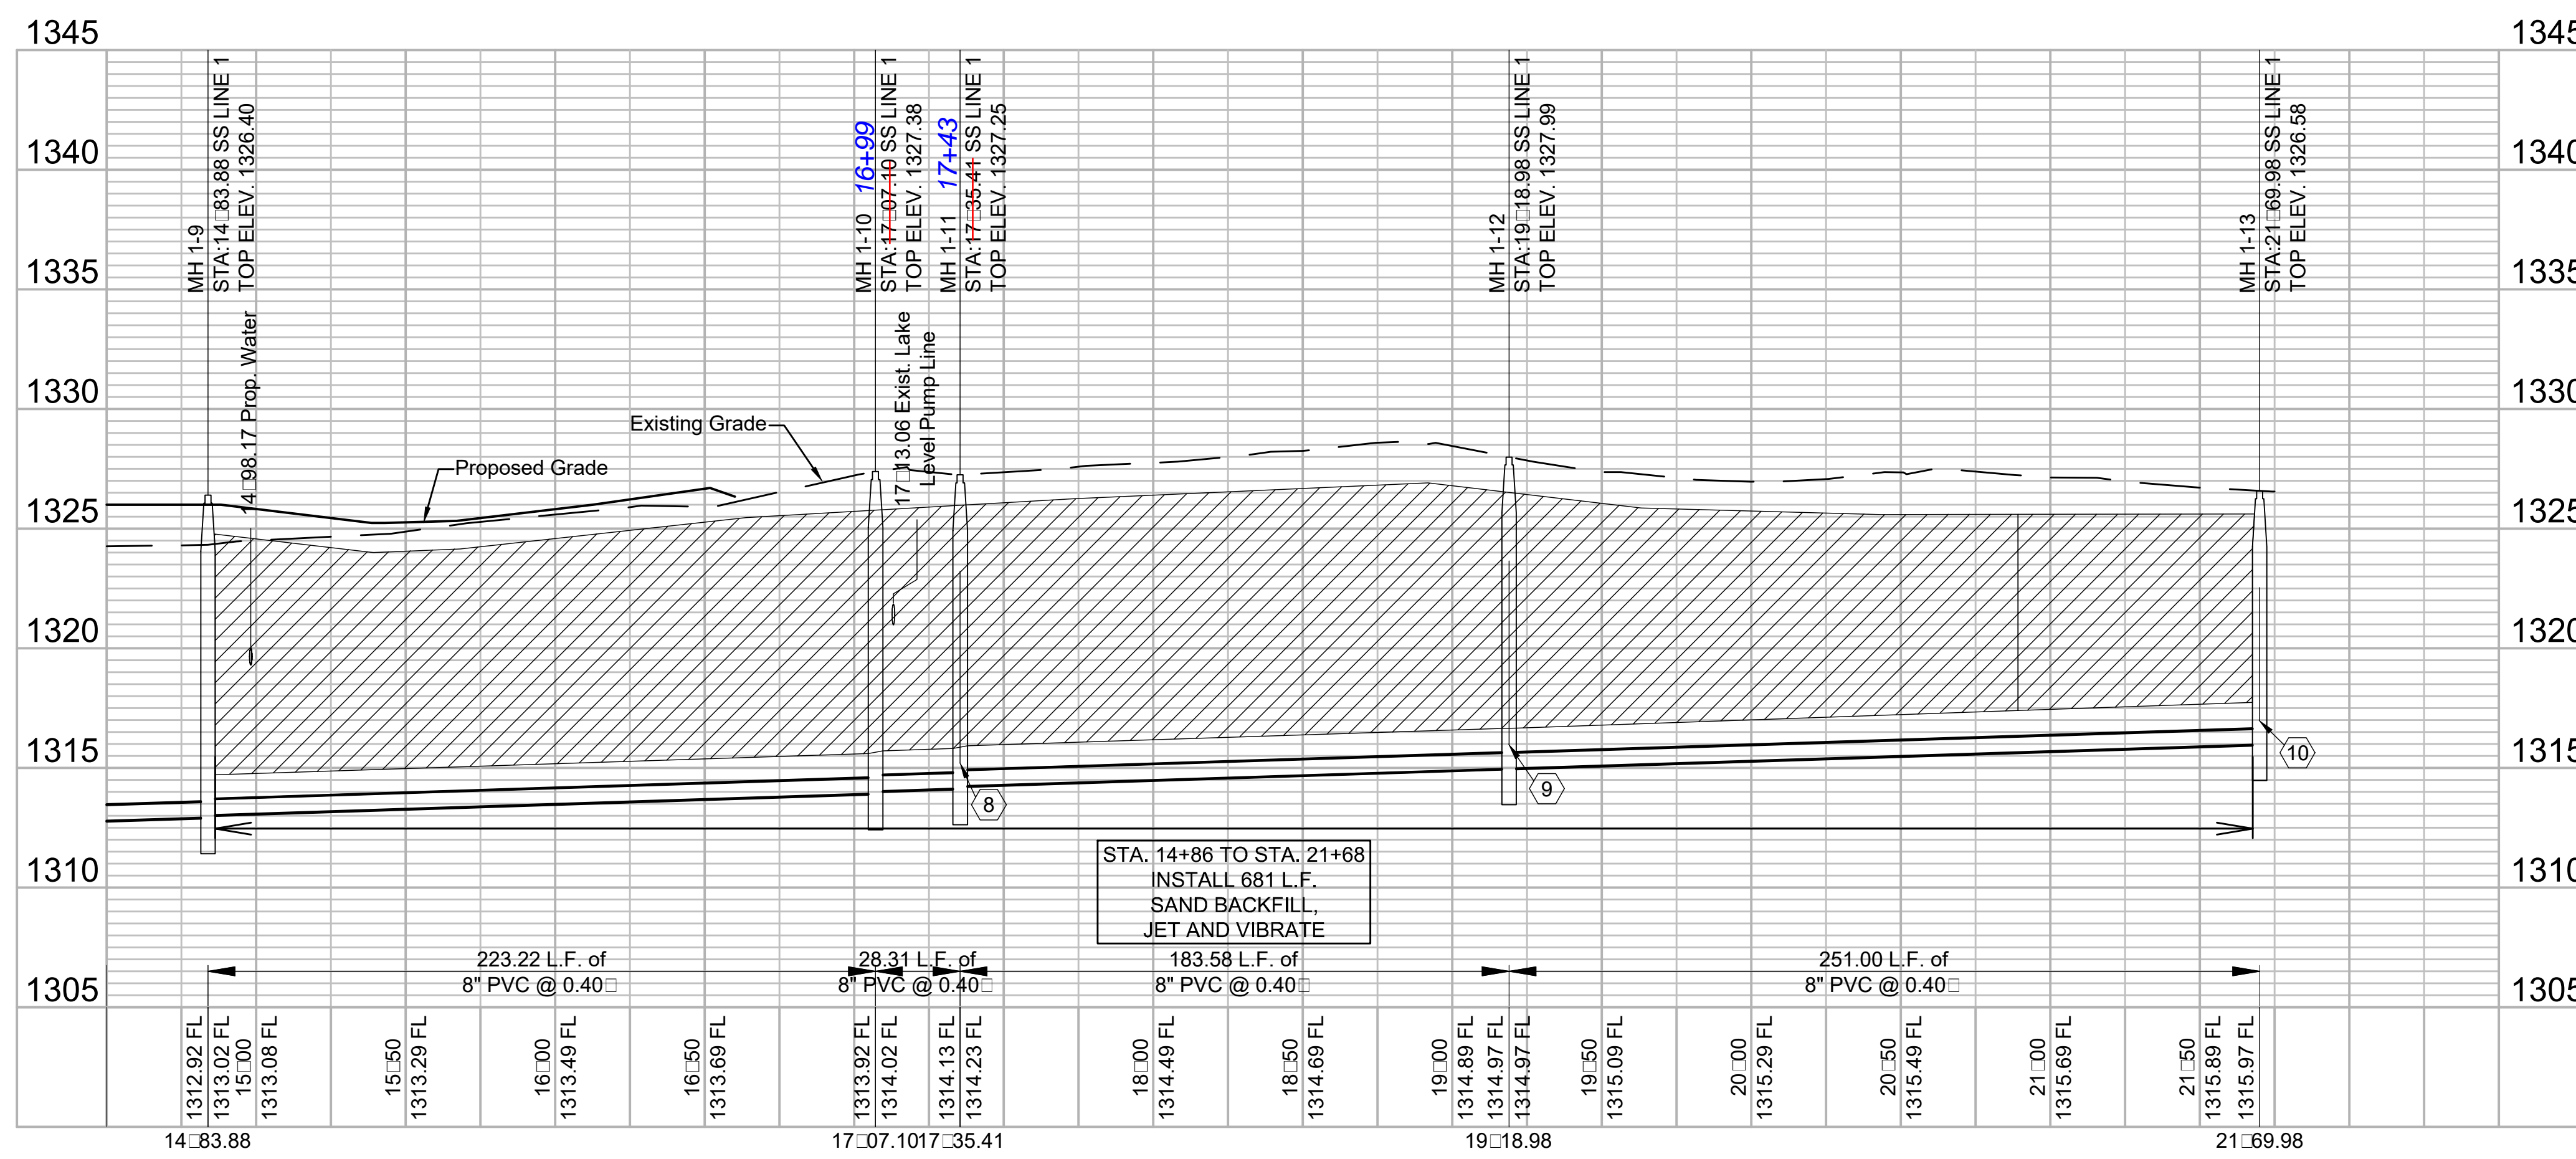 1345
1345
1340
1340
1335
1335
1330
1330
1325
1325
1320
1320
1315
1315
1310
1310
1305
1305
MH 1-9
STA:14□83.88 SS LINE 1
TOP ELEV. 1326.40
14□98.17 Prop. Water
16+99
MH 1-10
STA:17□07.10 SS LINE 1
TOP ELEV. 1327.38
17□13.06 Exist. Lake
Level Pump Line
17+43
MH 1-11
STA:17□35.41 SS LINE 1
TOP ELEV. 1327.25
MH 1-12
STA:19□18.98 SS LINE 1
TOP ELEV. 1327.99
MH 1-13
STA:21□69.98 SS LINE 1
TOP ELEV. 1326.58
Existing Grade
Proposed Grade
8
9
10
STA. 14+86 TO STA. 21+68
INSTALL 681 L.F.
SAND BACKFILL,
JET AND VIBRATE
223.22 L.F. of
8" PVC @ 0.40□
28.31 L.F. of
8" PVC @ 0.40□
183.58 L.F. of
8" PVC @ 0.40□
251.00 L.F. of
8" PVC @ 0.40□
1312.92 FL
1313.02 FL
15□00
1313.08 FL
15□50
1313.29 FL
16□00
1313.49 FL
16□50
1313.69 FL
1313.92 FL
1314.02 FL
1314.13 FL
1314.23 FL
18□00
1314.49 FL
18□50
1314.69 FL
19□00
1314.89 FL
1314.97 FL
1314.97 FL
19□50
1315.09 FL
20□00
1315.29 FL
20□50
1315.49 FL
21□00
1315.69 FL
21□50
1315.89 FL
1315.97 FL
14□83.88
17□07.10
17□35.41
19□18.98
21□69.98